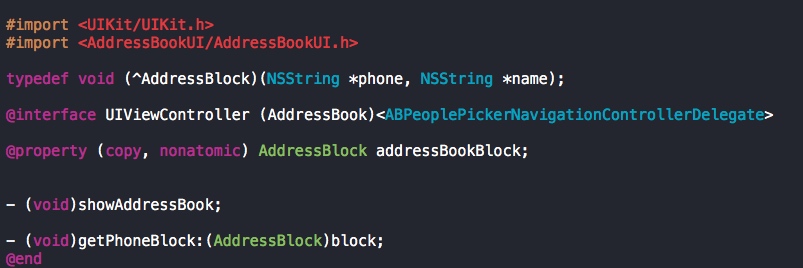 #import <UIKit/UIKit.h>
#import <AddressBookUI/AddressBookUI.h>
typedef void (^AddressBlock)(NSString *phone, NSString *name);
@interface UIViewController (AddressBook)<ABPeoplePickerNavigationControllerDelegate>
@property (copy, nonatomic) AddressBlock addressBookBlock;
- (void)showAddressBook;
- (void)getPhoneBlock:(AddressBlock)block;
@end